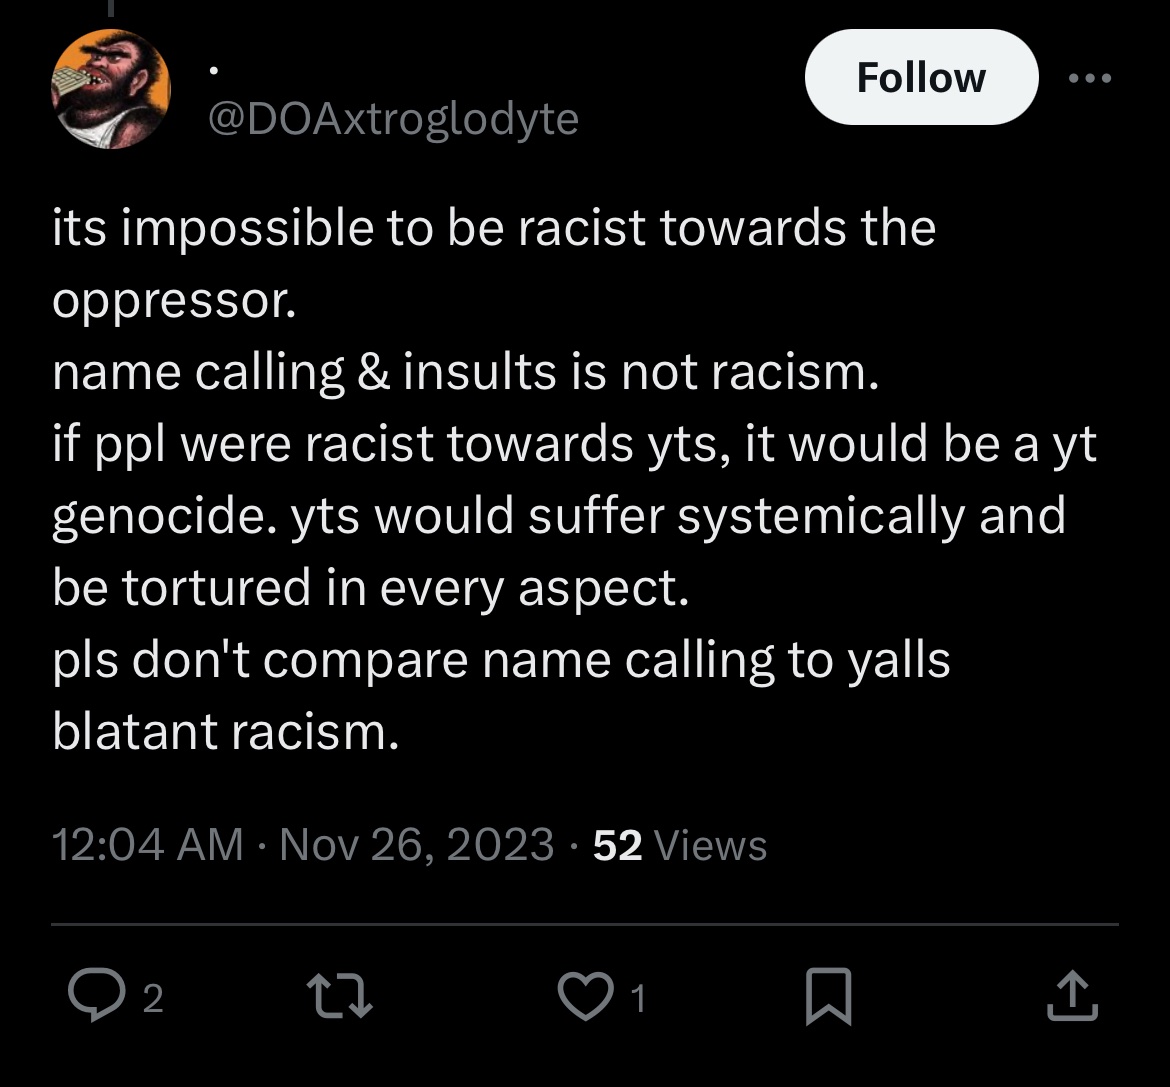 .
Follow
@DOAxtroglodyte
its impossible to be racist towards the
oppressor.
name calling & insults is not racism.
if ppl were racist towards yts, it would be a yt
genocide. yts would suffer systemically and
be tortured in every aspect.
pls don't compare name calling to yalls
blatant racism.
12:04 AM · Nov 26, 2023 · 52 Views
2
1